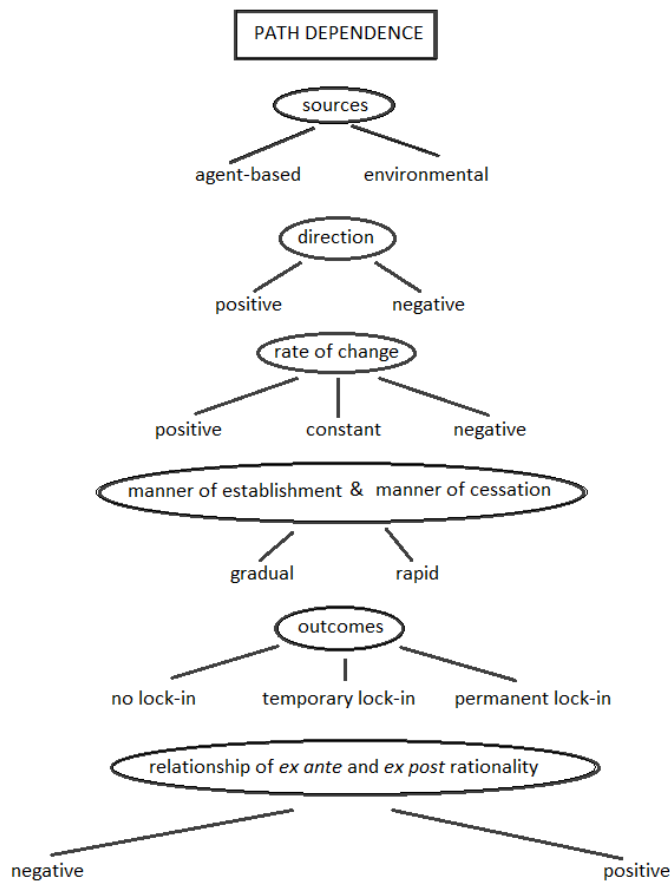 PATH DEPENDENCE
sources
agent-based environmental
direction
positive negative
rate of change
positive constant negative
manner of establishment & manner of cessation
gradual rapid
outcomes
no lock-in temporary lock-in permanent lock-in
relationship of ex ante and ex post rationality
negative positive